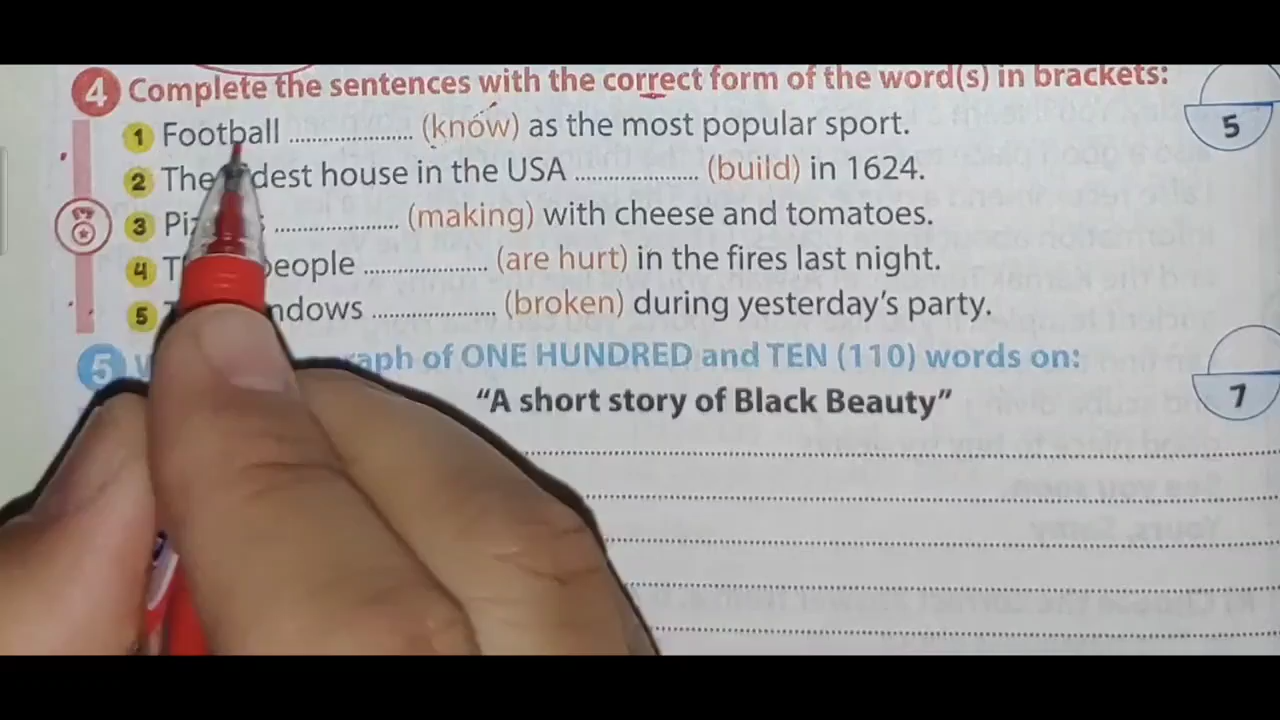 4 Complete the sentences with the correct form of the word(s) in brackets:
1 Football .................... (know) as the most popular sport.
2 The dest house in the USA .................... (build) in 1624.
3 .................... (making) with cheese and tomatoes.
4 people .................... (are hurt) in the fires last night.
5 .................... (broken) during yesterday's party.
5 of ONE HUNDRED and TEN (110) words on:
"A short story of Black Beauty"
5
7